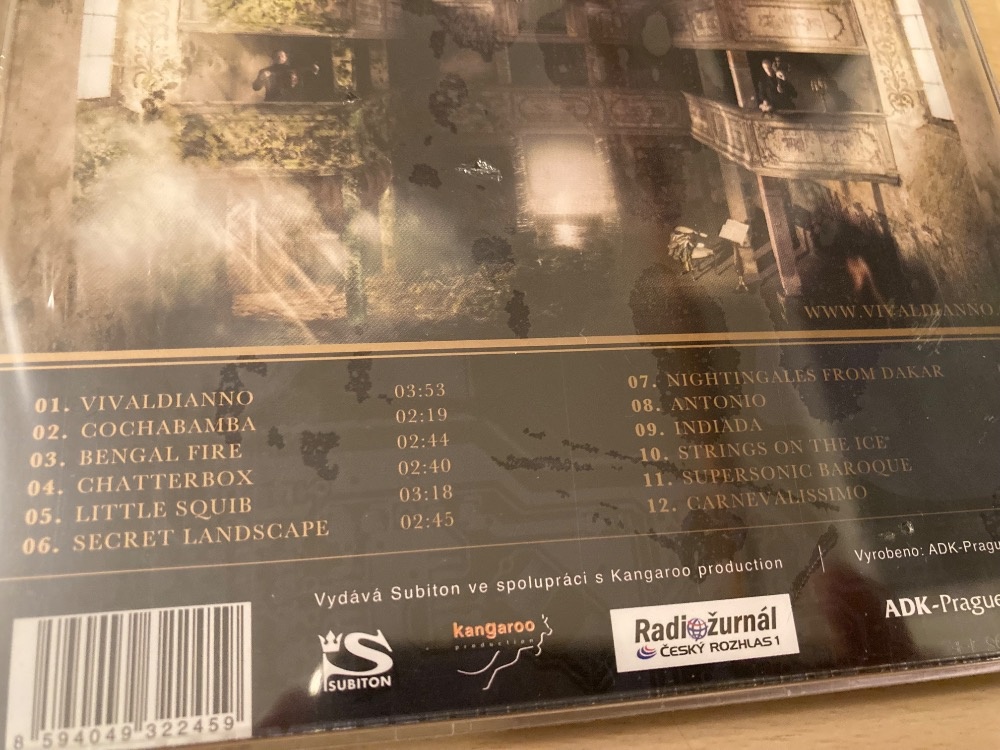 WWW.VIVALDIANNO.
01. VIVALDIANNO 03:53
02. COCHABAMBA 02:19
03. BENGAL FIRE 02:44
04. CHATTERBOX 02:40
05. LITTLE SQUIB 03:18
06. SECRET LANDSCAPE 02:45
07. NIGHTINGALES FROM DAKAR
08. ANTONIO
09. INDIADA
10. STRINGS ON THE ICE
11. SUPERSONIC BAROQUE
12. CARNEVALISSIMO
Vydává Subiton ve spolupráci s Kangaroo production | Vyrobeno: ADK-Pragu
S
SUBITON
kangaroo
production
Radiožurnál
ČESKÝ ROZHLAS 1
ADK-Prague
8 594049 322459